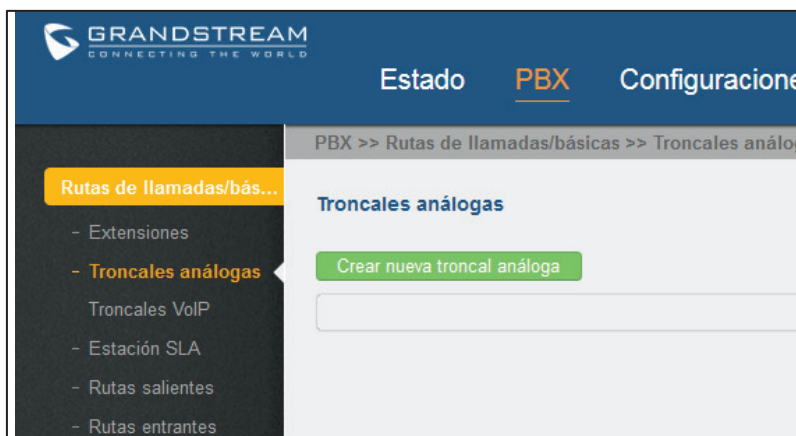 GRANDSTREAM
CONNECTING THE WORLD
Estado PBX Configuracione
PBX >> Rutas de llamadas/básicas >> Troncales análo
Rutas de llamadas/bás...
Troncales análogas
- Extensiones
- Troncales análogas
Crear nueva troncal análoga
Troncales VoIP
- Estación SLA
- Rutas salientes
- Rutas entrantes